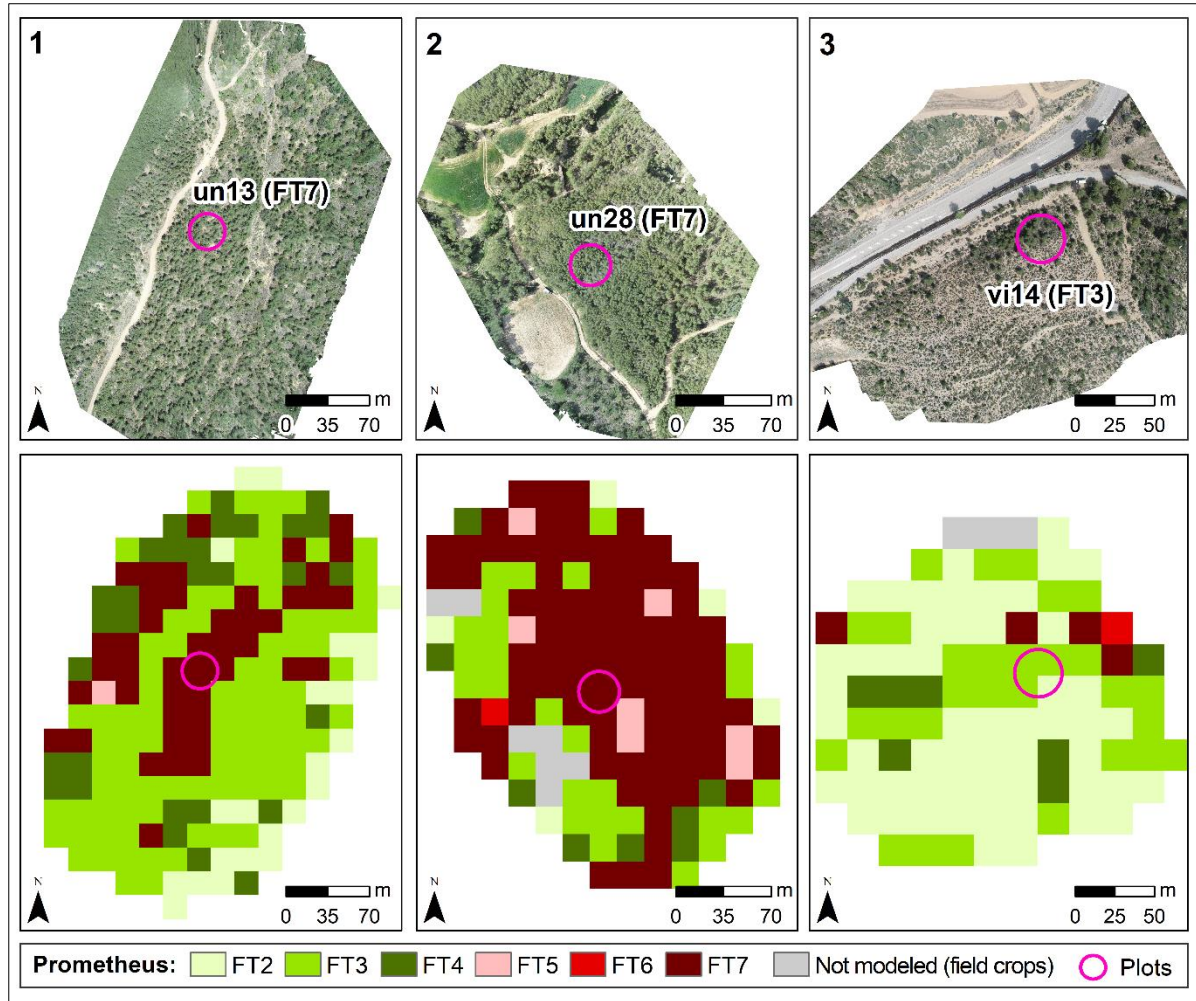 1
un13 (FT7)
N
m
0 35 70
2
un28 (FT7)
N
m
0 35 70
3
vi14 (FT3)
N
m
0 25 50
N
m
0 35 70
N
m
0 35 70
N
m
0 25 50
Prometheus: FT2 FT3 FT4 FT5 FT6 FT7 Not modeled (field crops) Plots